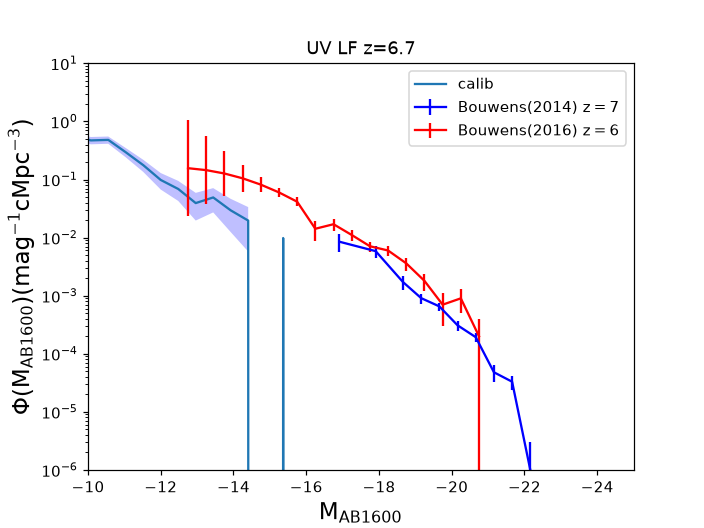 UV LF z=6.7
calib
Bouwens(2014) z = 7
Bouwens(2016) z = 6
10¹
10⁰
10⁻¹
10⁻²
10⁻³
10⁻⁴
10⁻⁵
10⁻⁶
Φ(M_AB1600)(mag⁻¹cMpc⁻³)
−10 −12 −14 −16 −18 −20 −22 −24
M_AB1600